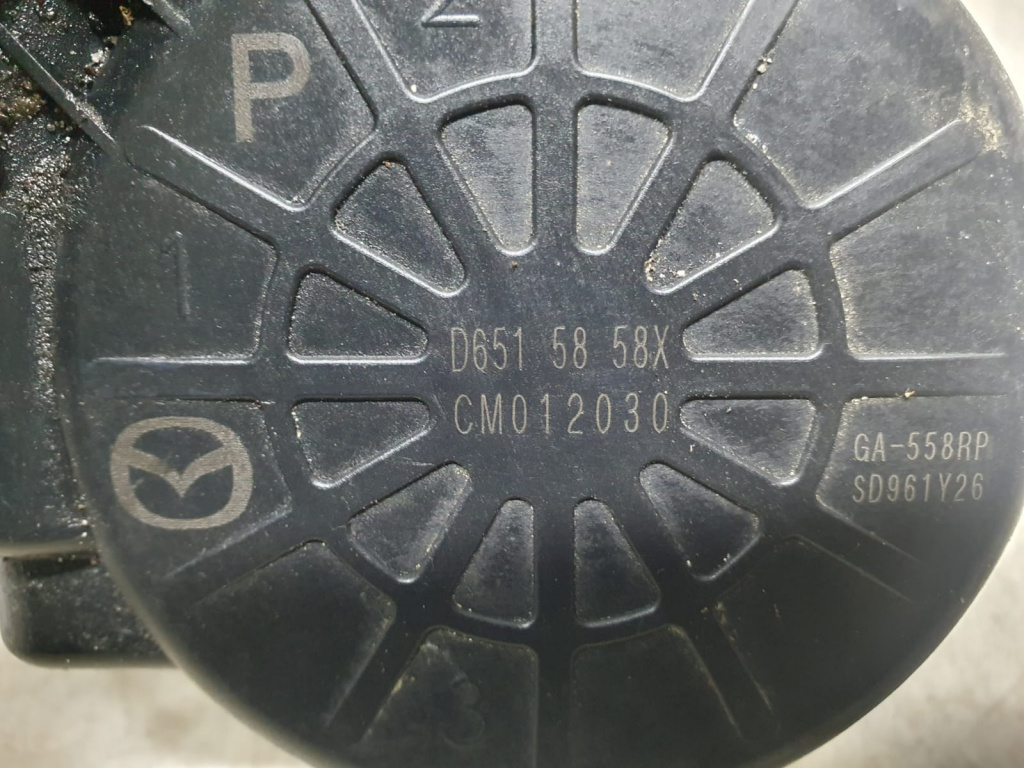 2
P
1
D651 58 58X
CM012030
GA-558RP
SD961Y26
3